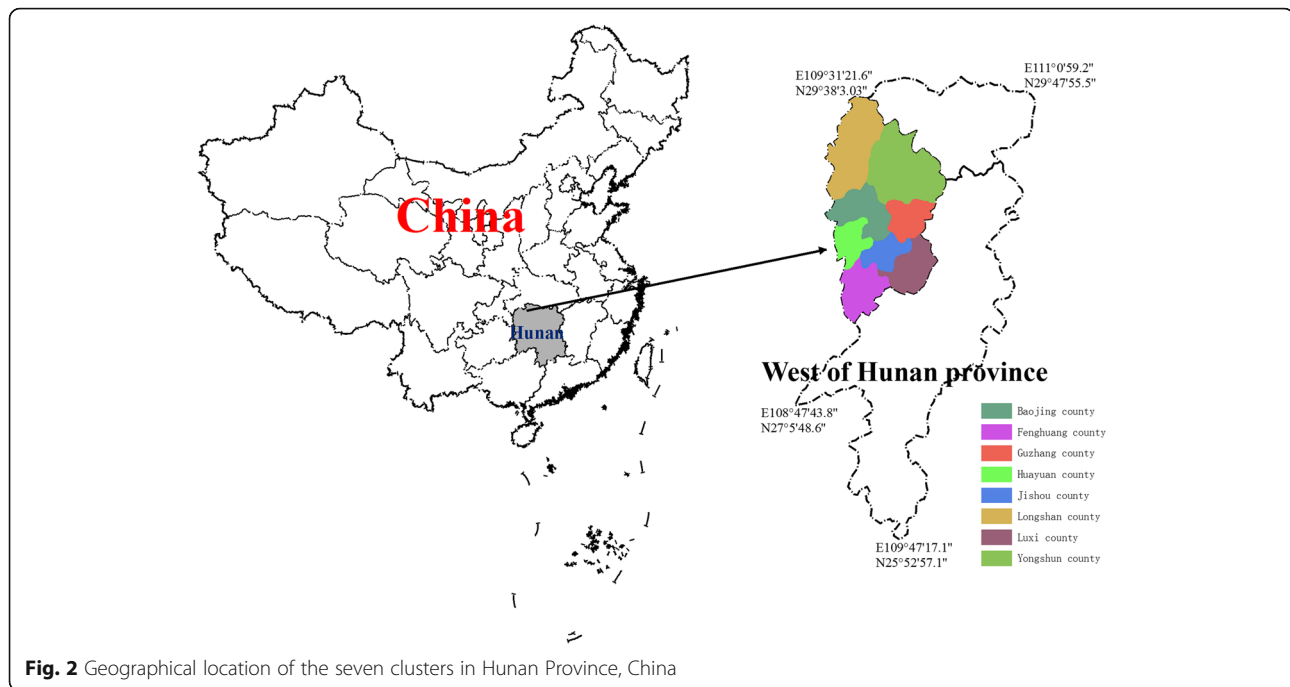 E109°31'21.6"
N29°38'3.03"
E111°0'59.2"
N29°47'55.5"
China
Hunan
West of Hunan province
E108°47'43.8"
N27°5'48.6"
Baojing county
Fenghuang county
Guzhang county
Huayuan county
Jishou county
Longshan county
Luxi county
Yongshun county
E109°47'17.1"
N25°52'57.1"
Fig. 2 Geographical location of the seven clusters in Hunan Province, China